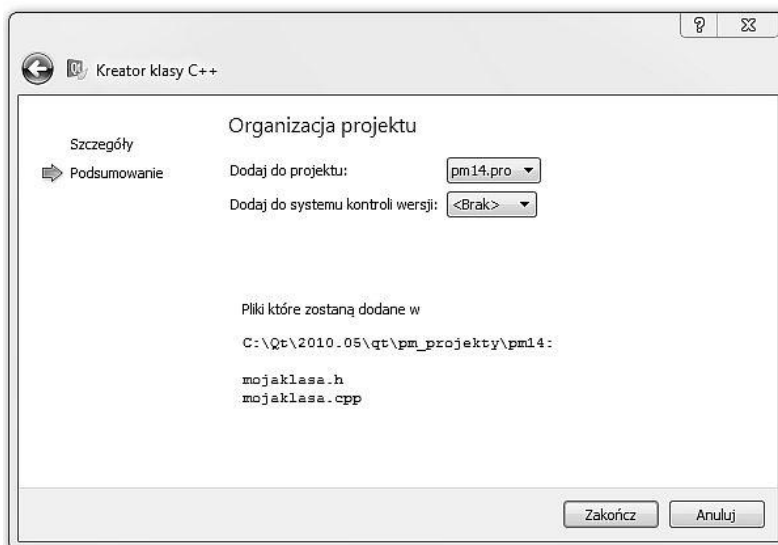 Kreator klasy C++
Szczegóły
Podsumowanie
Organizacja projektu
Dodaj do projektu: pm14.pro
Dodaj do systemu kontroli wersji: <Brak>
Pliki które zostaną dodane w
C:\Qt\2010.05\qt\pm_projekty\pm14:
mojaklasa.h
mojaklasa.cpp
Zakończ Anuluj